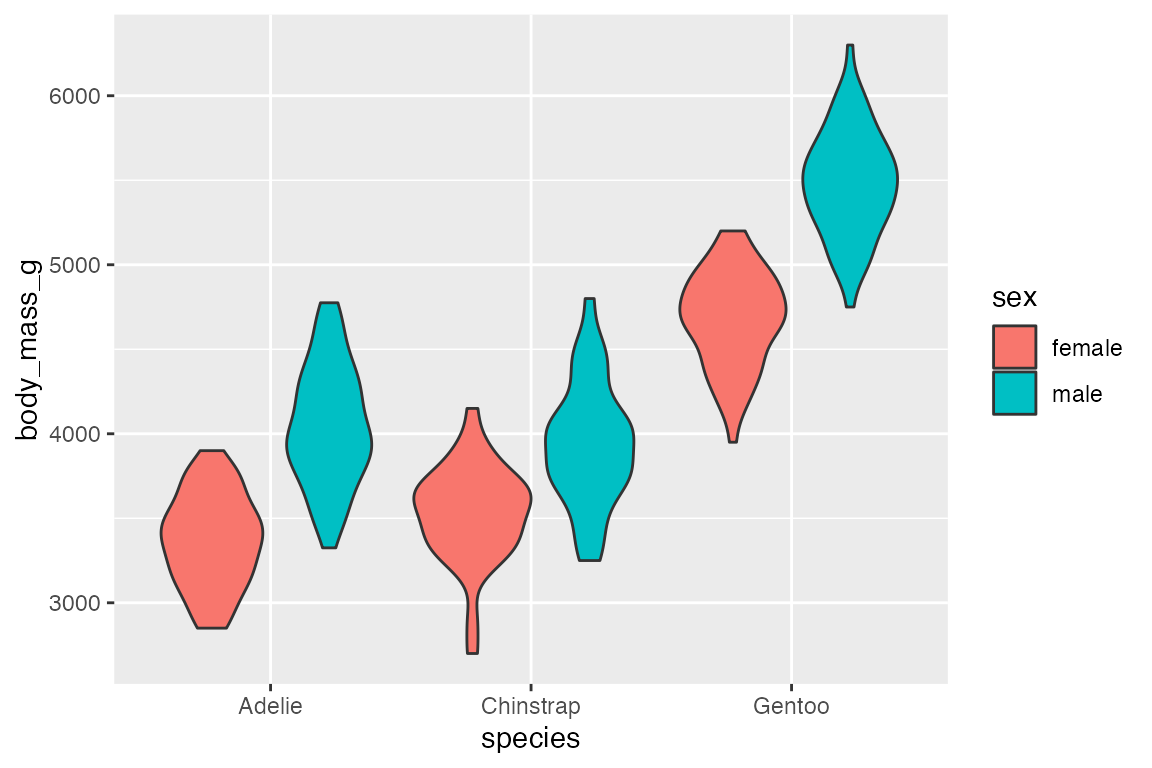 body_mass_g
6000
5000
4000
3000
Adelie
Chinstrap
Gentoo
species
sex
female
male